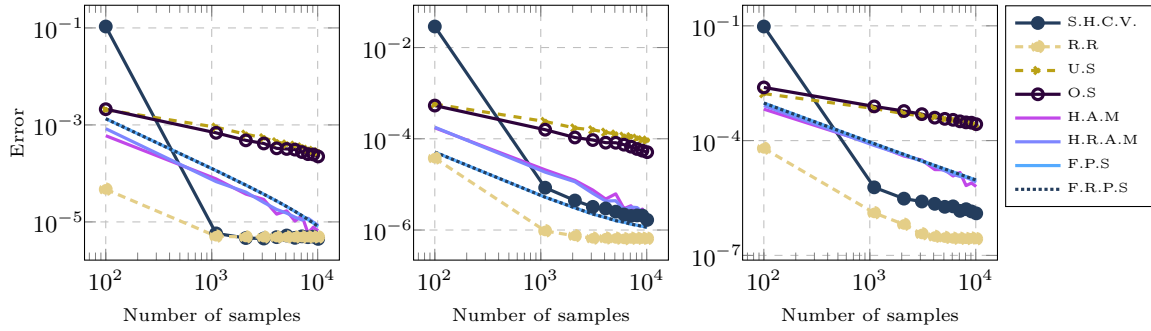 Error
10^-1
10^-3
10^-5
10^2
10^3
10^4
Number of samples
10^-2
10^-4
10^-6
10^2
10^3
10^4
Number of samples
10^-1
10^-4
10^-7
10^2
10^3
10^4
Number of samples
S.H.C.V.
R.R
U.S
O.S
H.A.M
H.R.A.M
F.P.S
F.R.P.S